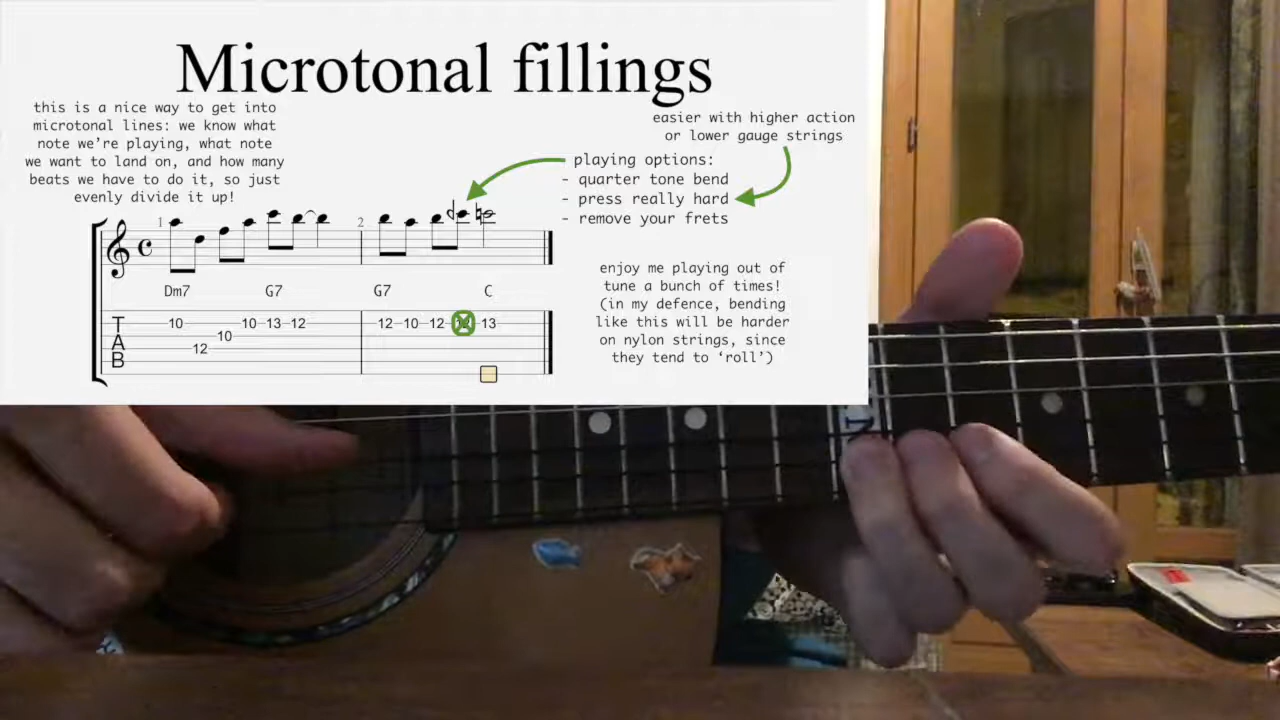 Microtonal fillings
this is a nice way to get into
microtonal lines: we know what
note we're playing, what note
we want to land on, and how many
beats we have to do it, so just
evenly divide it up!
easier with higher action
or lower gauge strings
playing options:
- quarter tone bend
- press really hard
- remove your frets
enjoy me playing out of
tune a bunch of times!
(in my defence, bending
like this will be harder
on nylon strings, since
they tend to 'roll')
1 2
Dm7 G7 G7 C
T 10 10 13 12 12 10 12 13
10
A 12
B